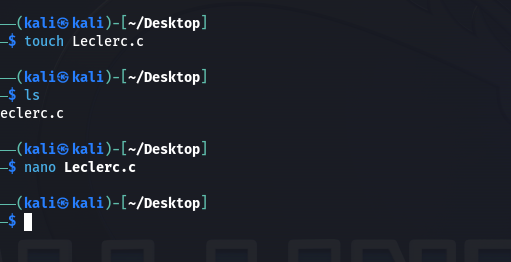 ──(kali㉿kali)-[~/Desktop]
─$ touch Leclerc.c
──(kali㉿kali)-[~/Desktop]
─$ ls
eclerc.c
──(kali㉿kali)-[~/Desktop]
─$ nano Leclerc.c
──(kali㉿kali)-[~/Desktop]
─$